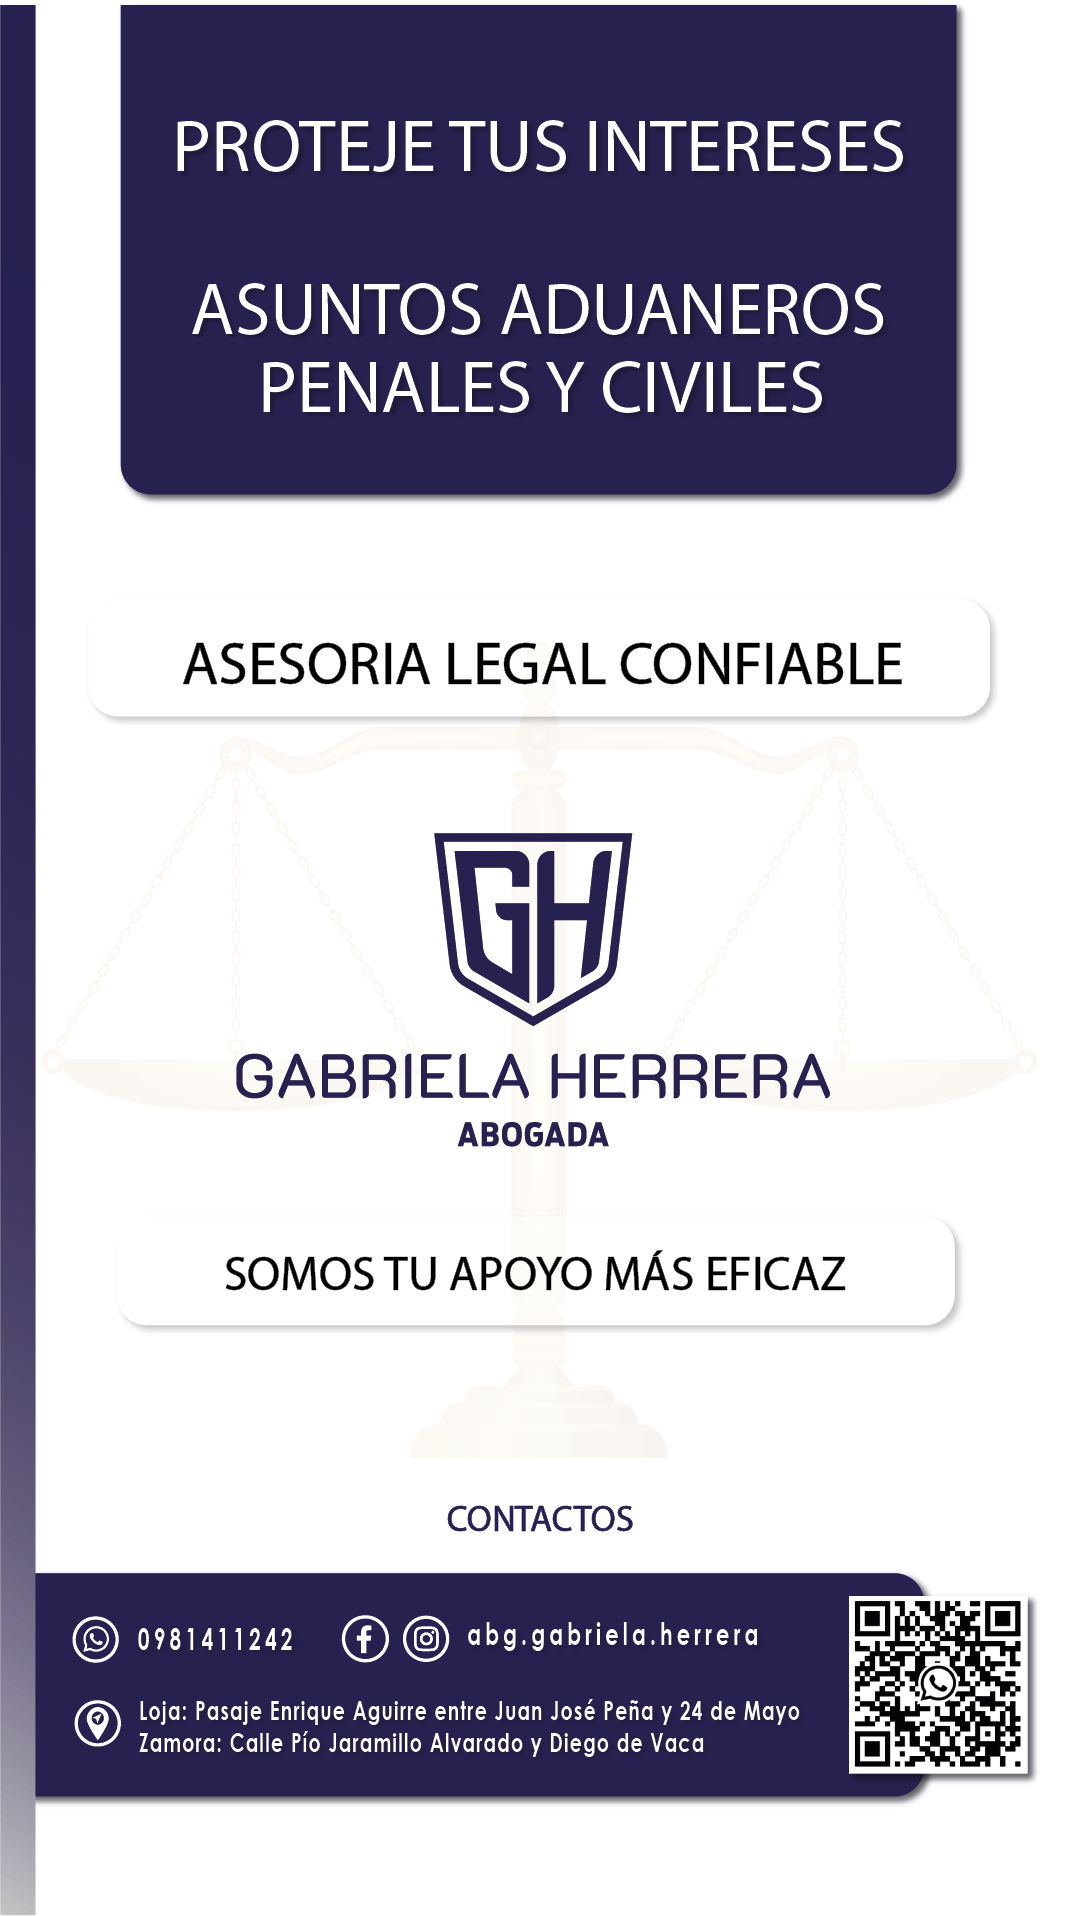 PROTEJE TUS INTERESES
ASUNTOS ADUANEROS
PENALES Y CIVILES
ASESORIA LEGAL CONFIABLE
GH
GABRIELA HERRERA
ABOGADA
SOMOS TU APOYO MÁS EFICAZ
CONTACTOS
0981411242 abg.gabriela.herrera
Loja: Pasaje Enrique Aguirre entre Juan José Peña y 24 de Mayo
Zamora: Calle Pío Jaramillo Alvarado y Diego de Vaca